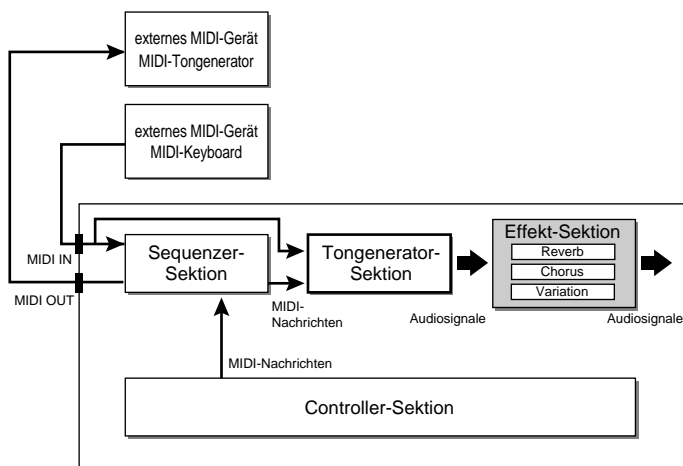 externes MIDI-Gerät
MIDI-Tongenerator
externes MIDI-Gerät
MIDI-Keyboard
MIDI IN
MIDI OUT
Sequenzer-
Sektion
Tongenerator-
Sektion
Effekt-Sektion
Reverb
Chorus
Variation
MIDI-
Nachrichten
Audiosignale
Audiosignale
MIDI-Nachrichten
Controller-Sektion